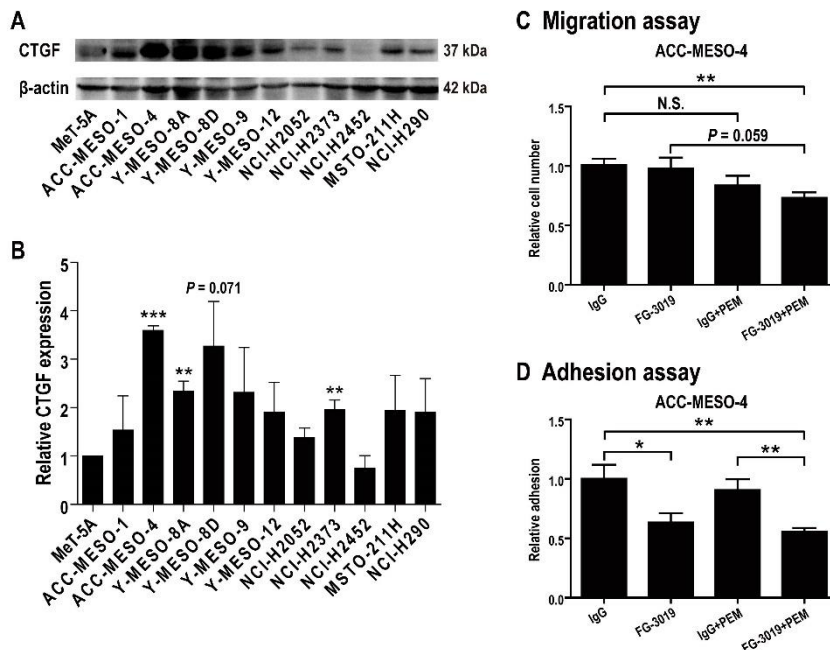 A
CTGF
37 kDa
β-actin
42 kDa
MeT-5A
ACC-MESO-1
ACC-MESO-4
Y-MESO-8A
Y-MESO-8D
Y-MESO-9
Y-MESO-12
NCI-H2052
NCI-H2373
NCI-H2452
MSTO-211H
NCI-H290
B
Relative CTGF expression
5
4
3
2
1
0
***
**
P = 0.071
**
MeT-5A
ACC-MESO-1
ACC-MESO-4
Y-MESO-8A
Y-MESO-8D
Y-MESO-9
Y-MESO-12
NCI-H2052
NCI-H2373
NCI-H2452
MSTO-211H
NCI-H290
C Migration assay
ACC-MESO-4
**
N.S.
P = 0.059
Relative cell number
1.5
1.0
0.5
0.0
IgG
FG-3019
IgG+PEM
FG-3019+PEM
D Adhesion assay
ACC-MESO-4
**
*
**
Relative adhesion
1.5
1.0
0.5
0.0
IgG
FG-3019
IgG+PEM
FG-3019+PEM